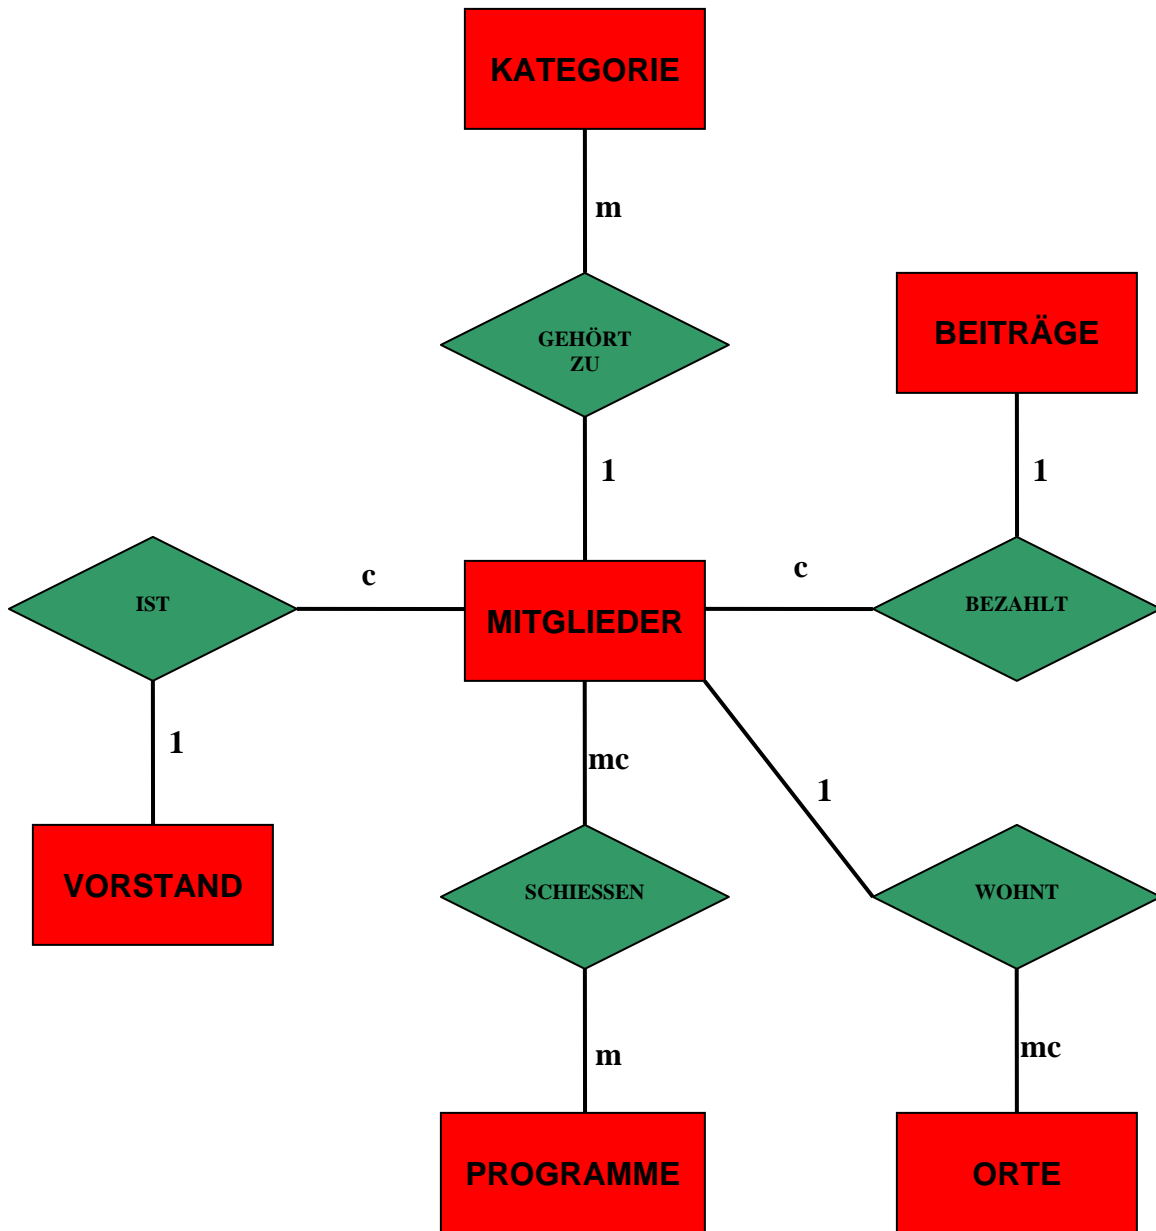 KATEGORIE
m
GEHÖRT
ZU
BEITRÄGE
1
1
c
c
IST
MITGLIEDER
BEZAHLT
1
mc
1
VORSTAND
SCHIESSEN
WOHNT
m
mc
PROGRAMME
ORTE